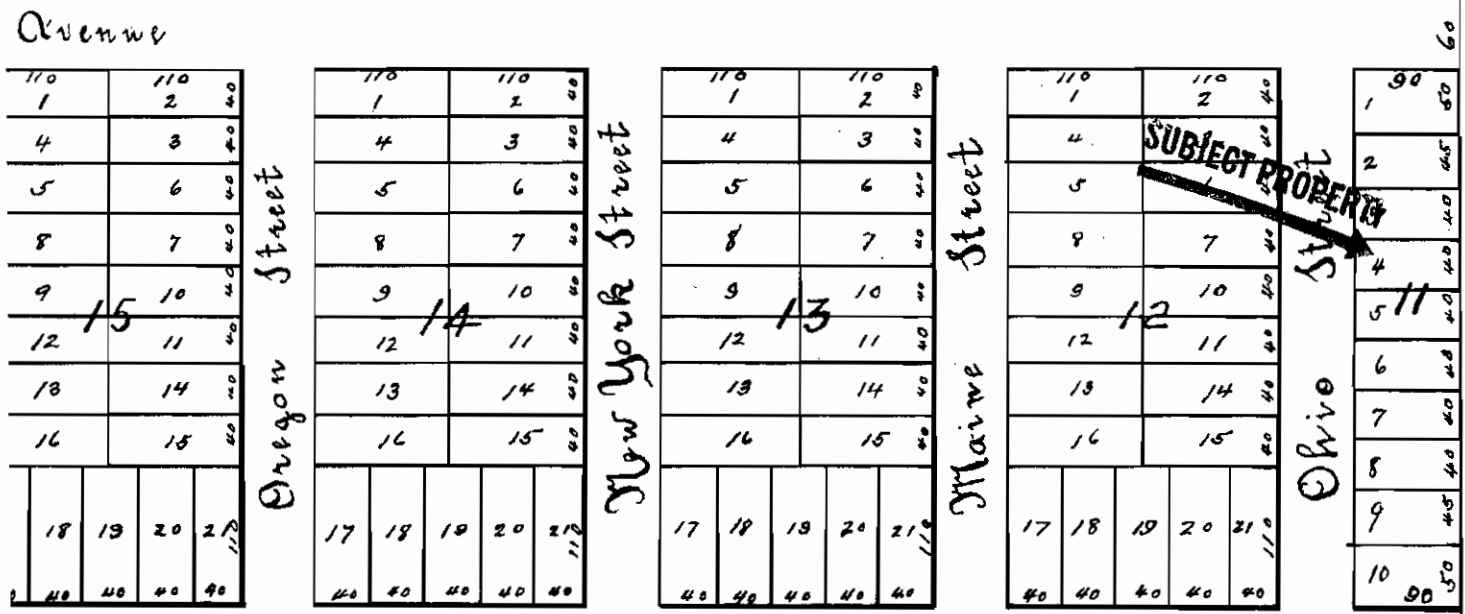 Avenue
60
110 110 110 110 110 110 110 110 90
1 2 40 1 2 40 1 2 40 1 2 40 1 50
4 3 40 4 3 40 4 3 40 4 40 2 45
SUBJECT PROPERTY
5 6 40 5 6 40 5 6 40 5 40
8 7 40 8 7 40 8 7 40 8 7 40 4 40
9 10 40 9 10 40 9 10 40 9 10 40 5 40
15 14 13 12 11
12 11 40 12 11 40 12 11 40 12 11 40 6 40
13 14 40 13 14 40 13 14 40 13 14 40 7 40
16 15 40 16 15 40 16 15 40 16 15 40 8 40
18 19 20 21 110 17 18 19 20 21 110 17 18 19 20 21 110 17 18 19 20 21 110 9 45
40 40 40 40 40 40 40 40 40 40 40 40 40 40 40 40 40 40 40 10 50
90
Oregon Street
New York Street
Maine Street
Ohio Street